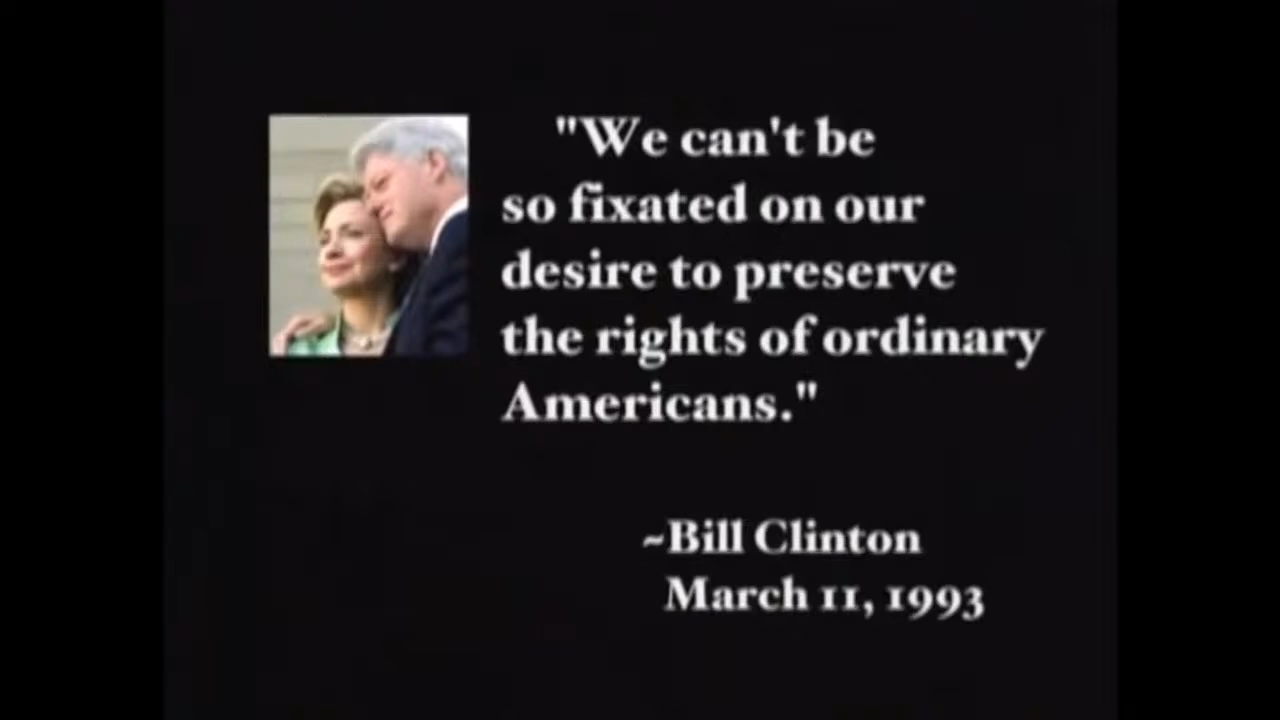 "We can't be
so fixated on our
desire to preserve
the rights of ordinary
Americans."
~Bill Clinton
March 11, 1993